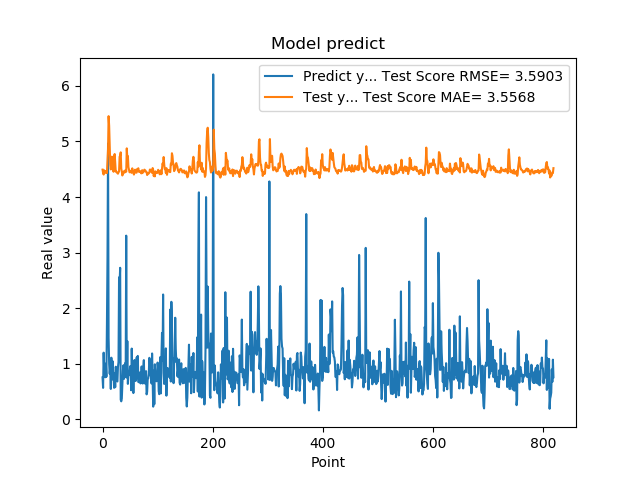 Model predict
Predict y... Test Score RMSE= 3.5903
Test y... Test Score MAE= 3.5568
Real value
6
5
4
3
2
1
0
0 200 400 600 800
Point